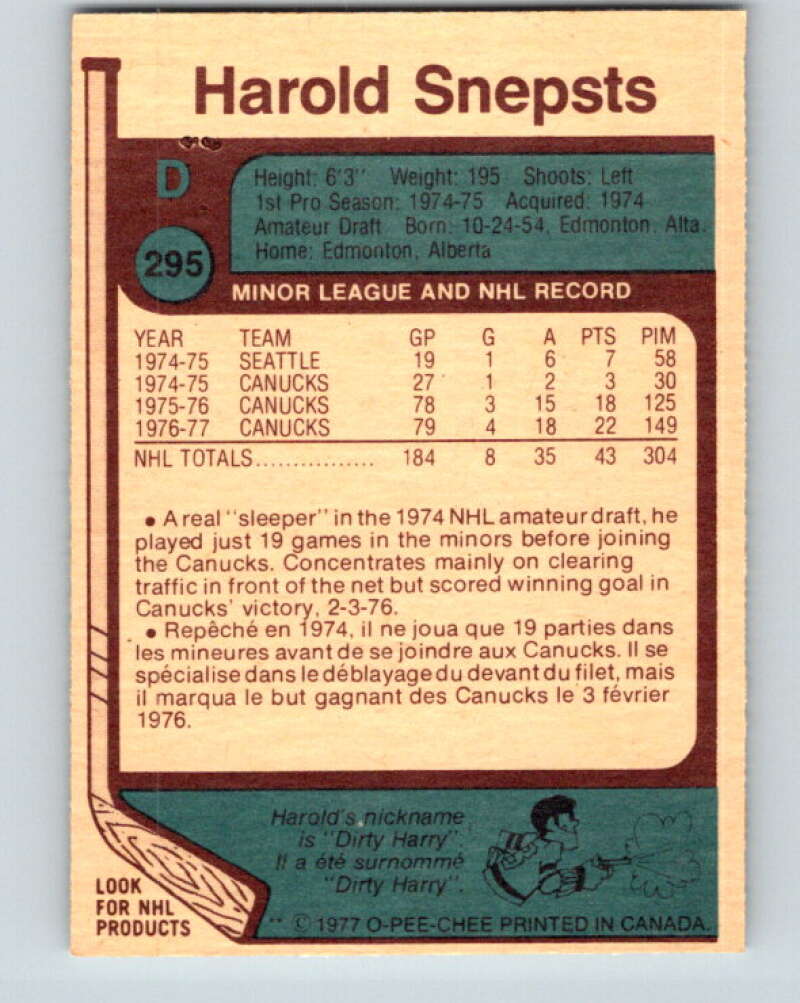 Harold Snepsts
D
295
Height: 6'3'' Weight: 195 Shoots: Left
1st Pro Season: 1974-75 Acquired: 1974
Amateur Draft Born: 10-24-54, Edmonton, Alta.
Home: Edmonton, Alberta
MINOR LEAGUE AND NHL RECORD
YEAR TEAM GP G A PTS PIM
1974-75 SEATTLE 19 1 6 7 58
1974-75 CANUCKS 27 1 2 3 30
1975-76 CANUCKS 78 3 15 18 125
1976-77 CANUCKS 79 4 18 22 149
NHL TOTALS................ 184 8 35 43 304
• A real ''sleeper'' in the 1974 NHL amateur draft, he
played just 19 games in the minors before joining
the Canucks. Concentrates mainly on clearing
traffic in front of the net but scored winning goal in
Canucks' victory, 2-3-76.
• Repêché en 1974, il ne joua que 19 parties dans
les mineures avant de se joindre aux Canucks. Il se
spécialise dans le déblayage du devant du filet, mais
il marqua le but gagnant des Canucks le 3 février
1976.
Harold's nickname
is ''Dirty Harry''.
Il a été surnommé
''Dirty Harry''.
LOOK
FOR NHL
PRODUCTS
** © 1977 O-PEE-CHEE PRINTED IN CANADA.